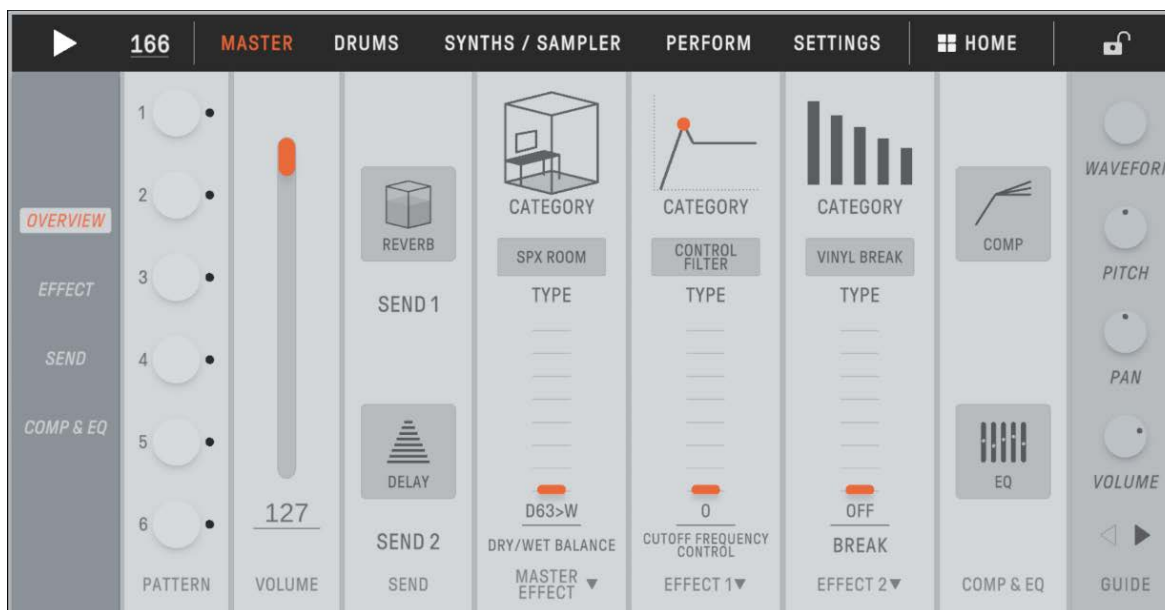 166 MASTER DRUMS SYNTHS / SAMPLER PERFORM SETTINGS HOME
OVERVIEW
EFFECT
SEND
COMP & EQ
1
2
3
4
5
6
PATTERN
127
VOLUME
REVERB
SEND 1
DELAY
SEND 2
SEND
CATEGORY
SPX ROOM
TYPE
D63>W
DRY/WET BALANCE
MASTER
EFFECT ▼
CATEGORY
CONTROL
FILTER
TYPE
0
CUTOFF FREQUENCY
CONTROL
EFFECT 1▼
CATEGORY
VINYL BREAK
TYPE
OFF
BREAK
EFFECT 2▼
COMP
EQ
COMP & EQ
WAVEFORM
PITCH
PAN
VOLUME
GUIDE